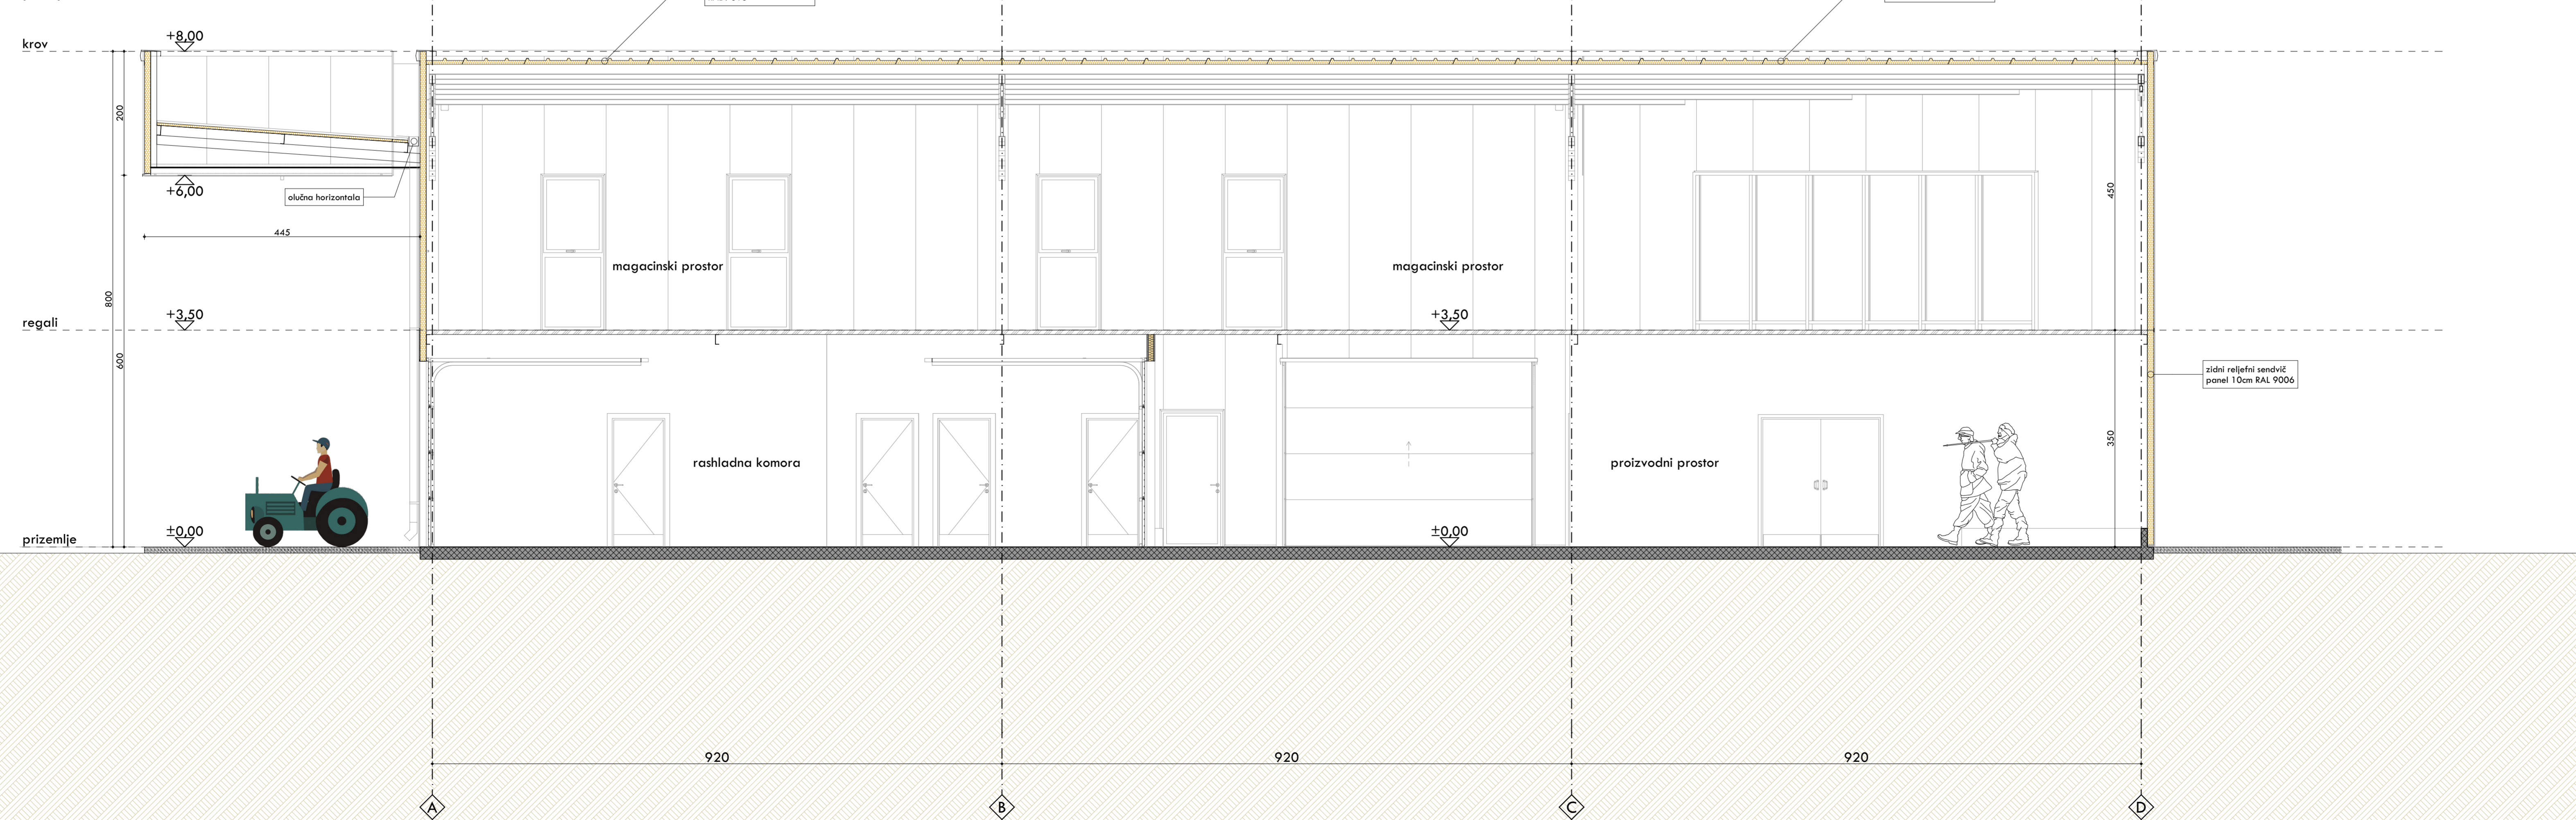 krov
+8,00
200
+6,00
olučna horizontala
445
450
magacinski prostor
magacinski prostor
800
+3,50
+3,50
regali
600
zidni reljefni sendvič
panel 10cm RAL 9006
350
rashladna komora
proizvodni prostor
±0,00
±0,00
prizemlje
920
920
920
A
B
C
D